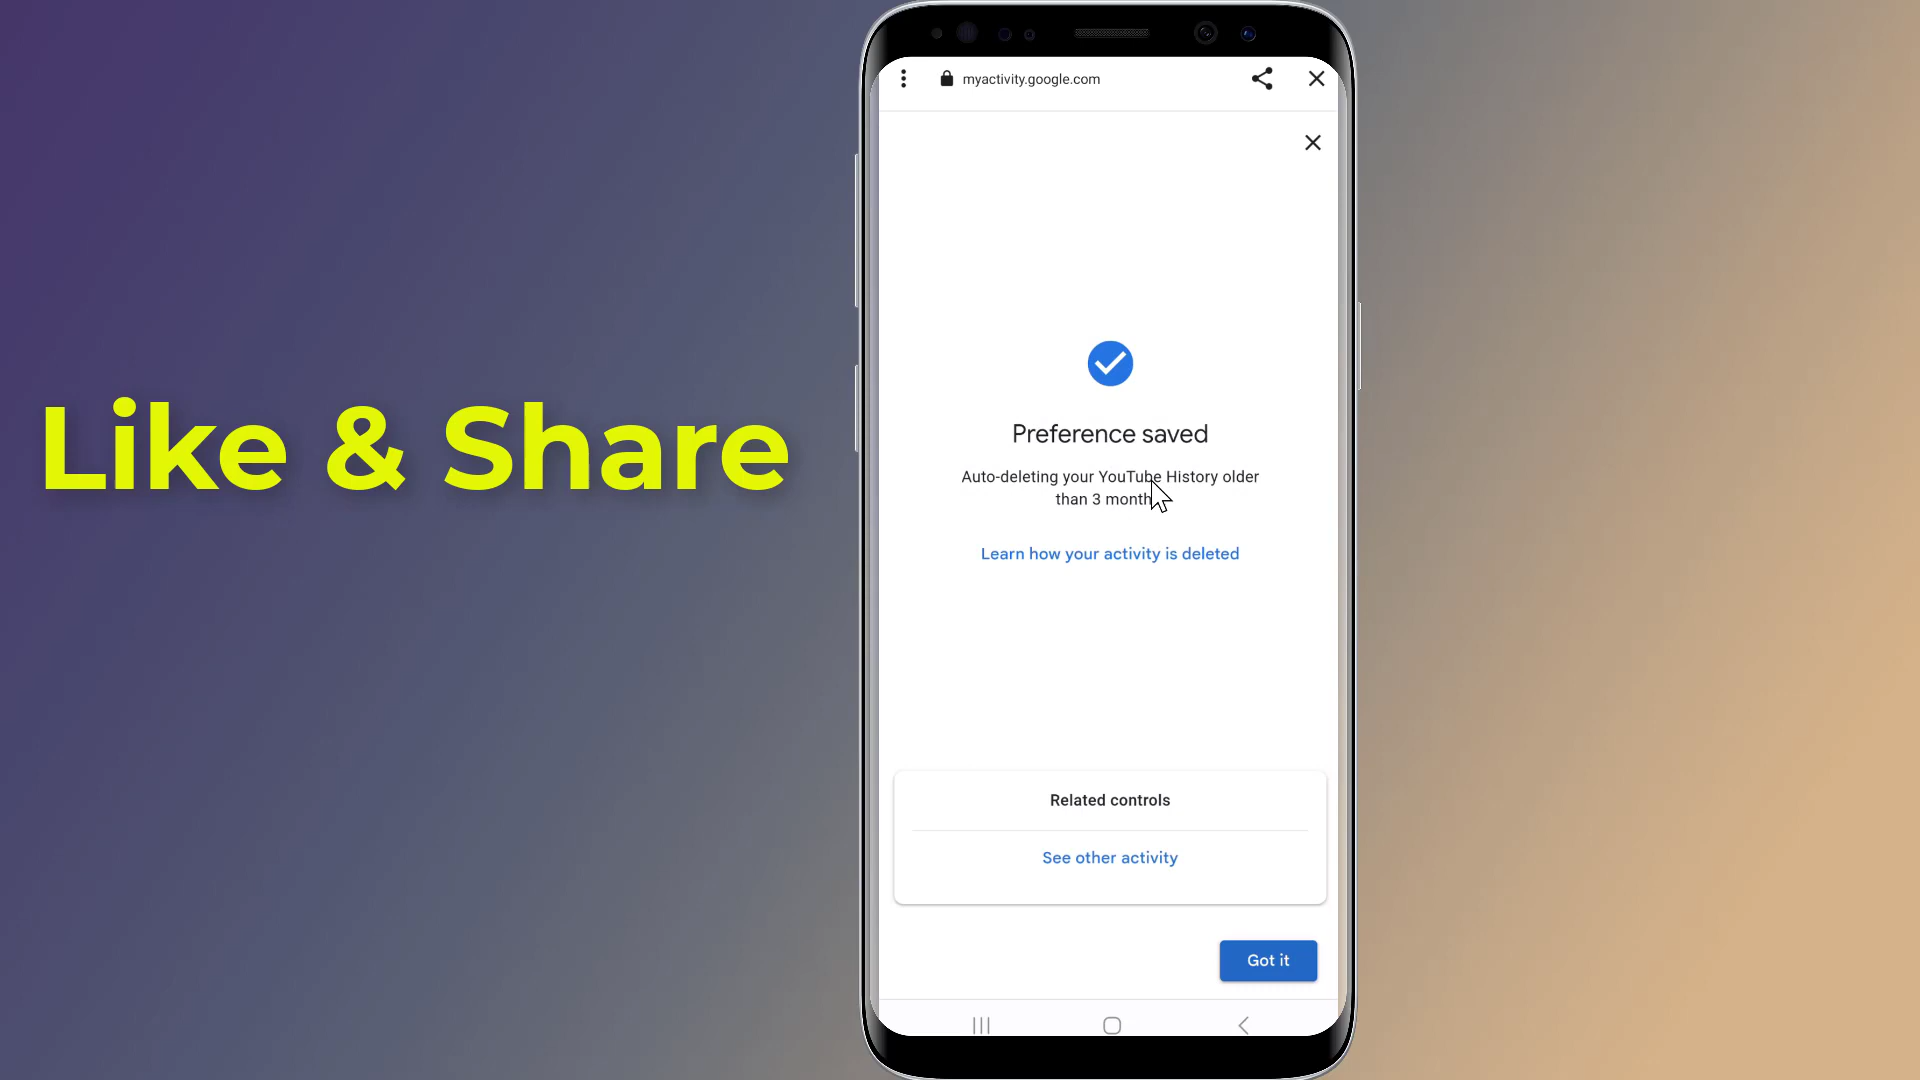 myactivity.google.com
Like & Share
Preference saved
Auto-deleting your YouTube History older
than 3 month
Learn how your activity is deleted
Related controls
See other activity
Got it